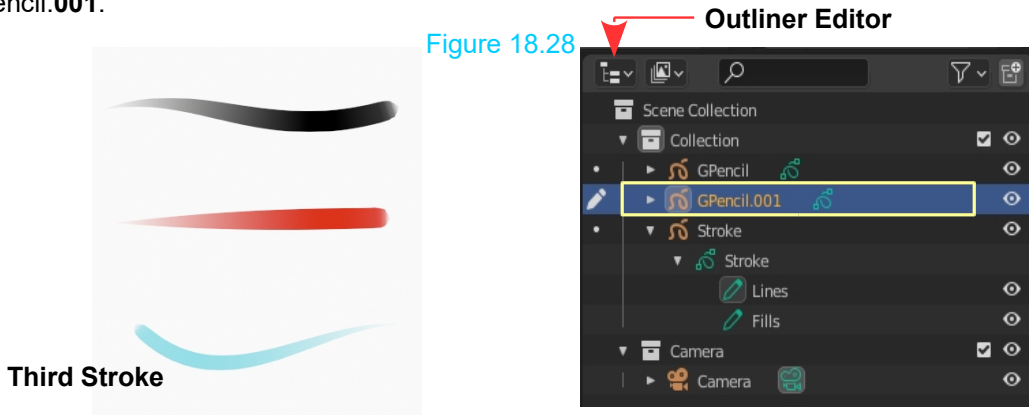 encil.001.
Outliner Editor
Figure 18.28
Scene Collection
Collection
GPencil
GPencil.001
Stroke
Stroke
Lines
Fills
Camera
Camera
Third Stroke